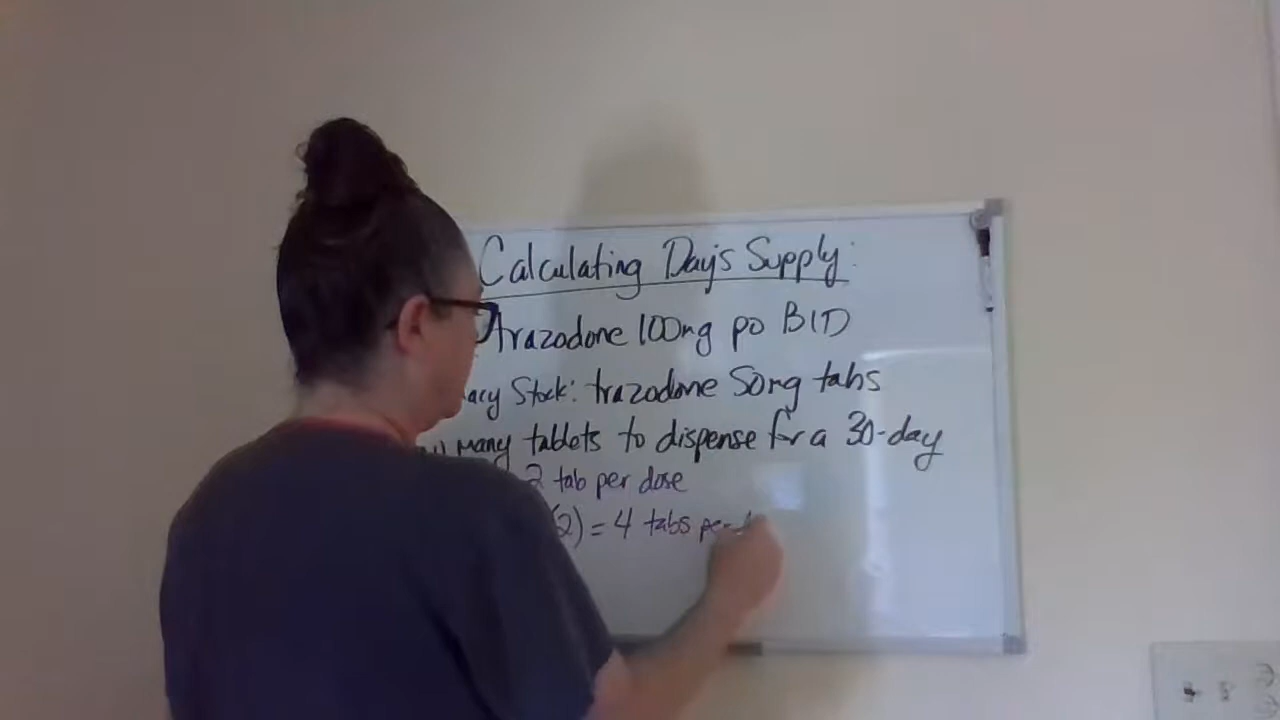 Calculating Day's Supply:
trazodone 100mg po BID
acy Stock: trazodone 50mg tabs
many tablets to dispense for a 30-day
2 tab per dose
(2) = 4 tabs per